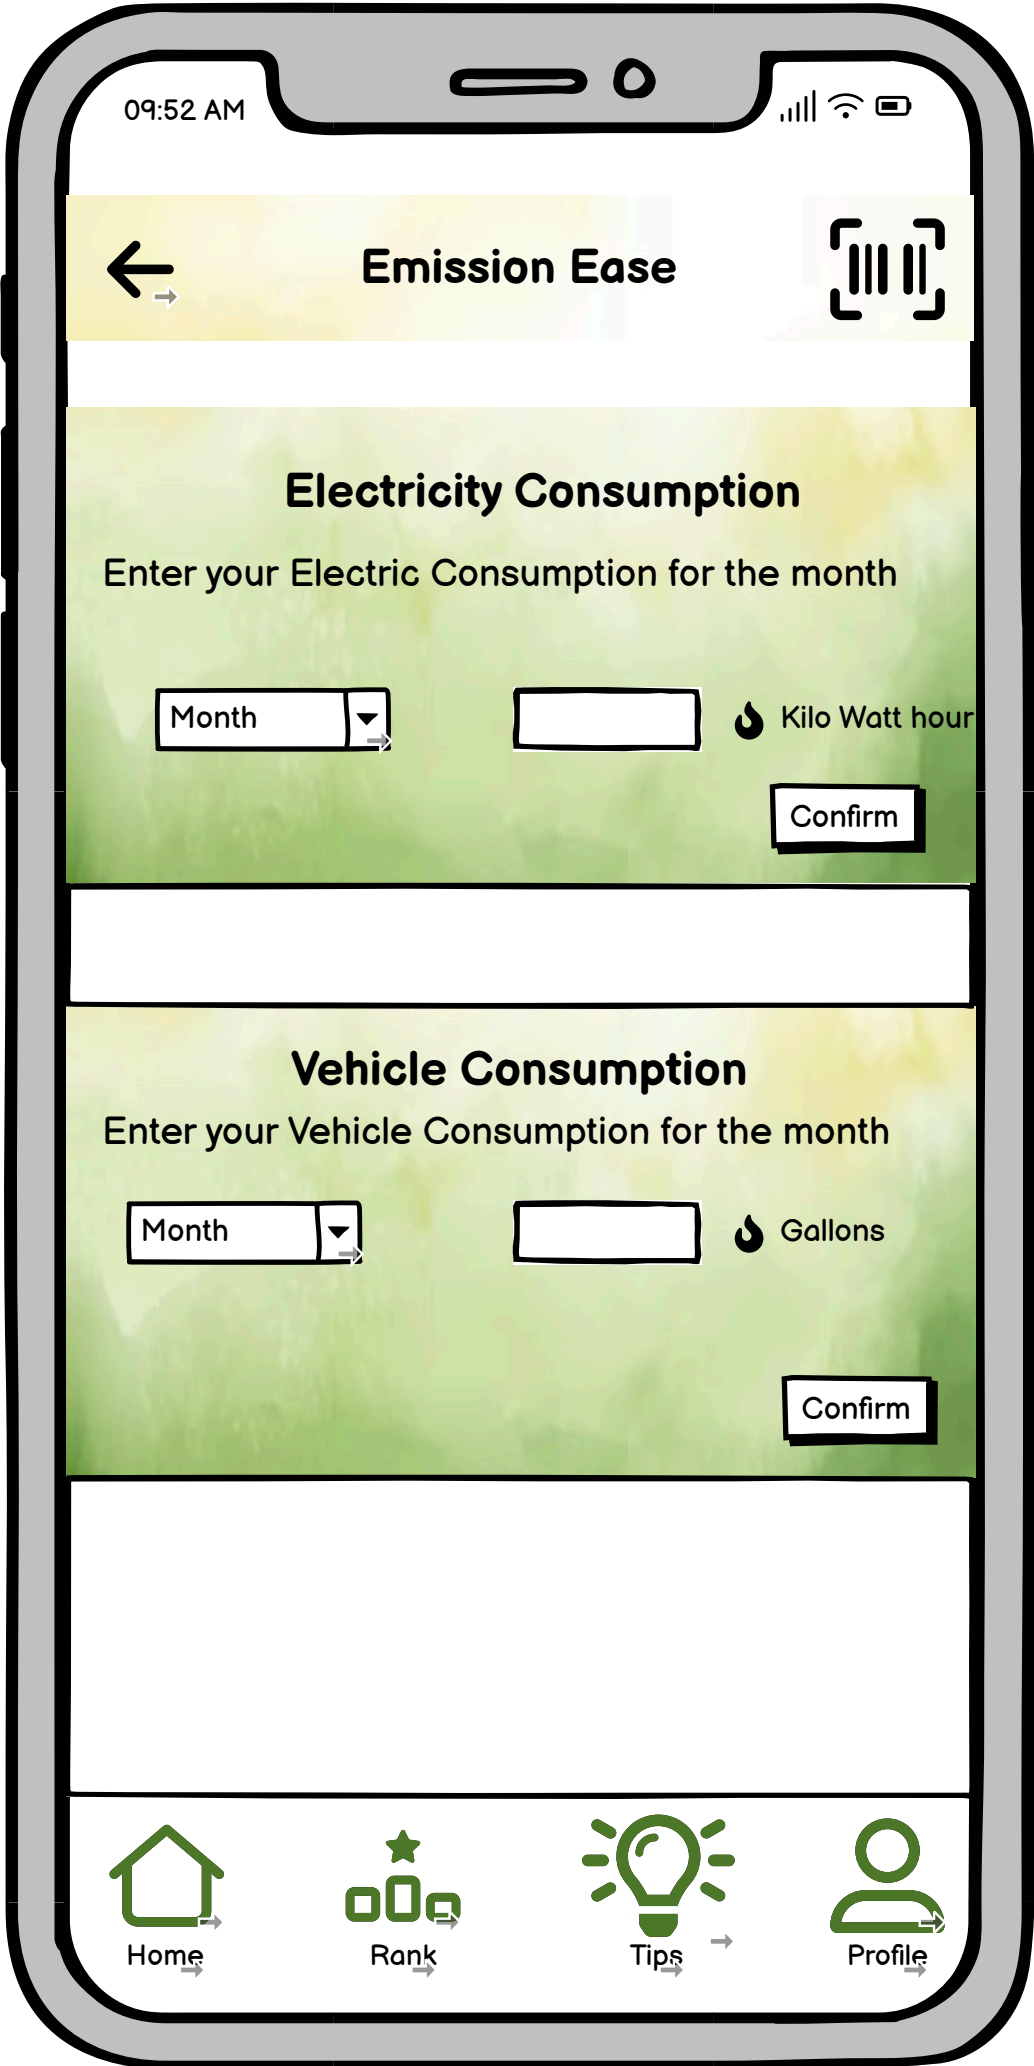 09:52 AM
Emission Ease
Electricity Consumption
Enter your Electric Consumption for the month
Month
Kilo Watt hour
Confirm
Vehicle Consumption
Enter your Vehicle Consumption for the month
Month
Gallons
Confirm
Home Rank Tips Profile